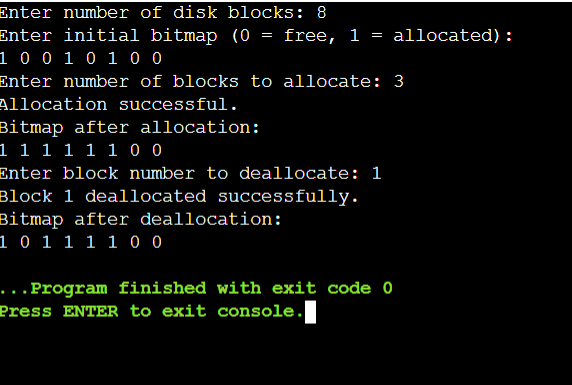 Enter number of disk blocks: 8
Enter initial bitmap (0 = free, 1 = allocated):
1 0 0 1 0 1 0 0
Enter number of blocks to allocate: 3
Allocation successful.
Bitmap after allocation:
1 1 1 1 1 1 0 0
Enter block number to deallocate: 1
Block 1 deallocated successfully.
Bitmap after deallocation:
1 0 1 1 1 1 0 0
...Program finished with exit code 0
Press ENTER to exit console.